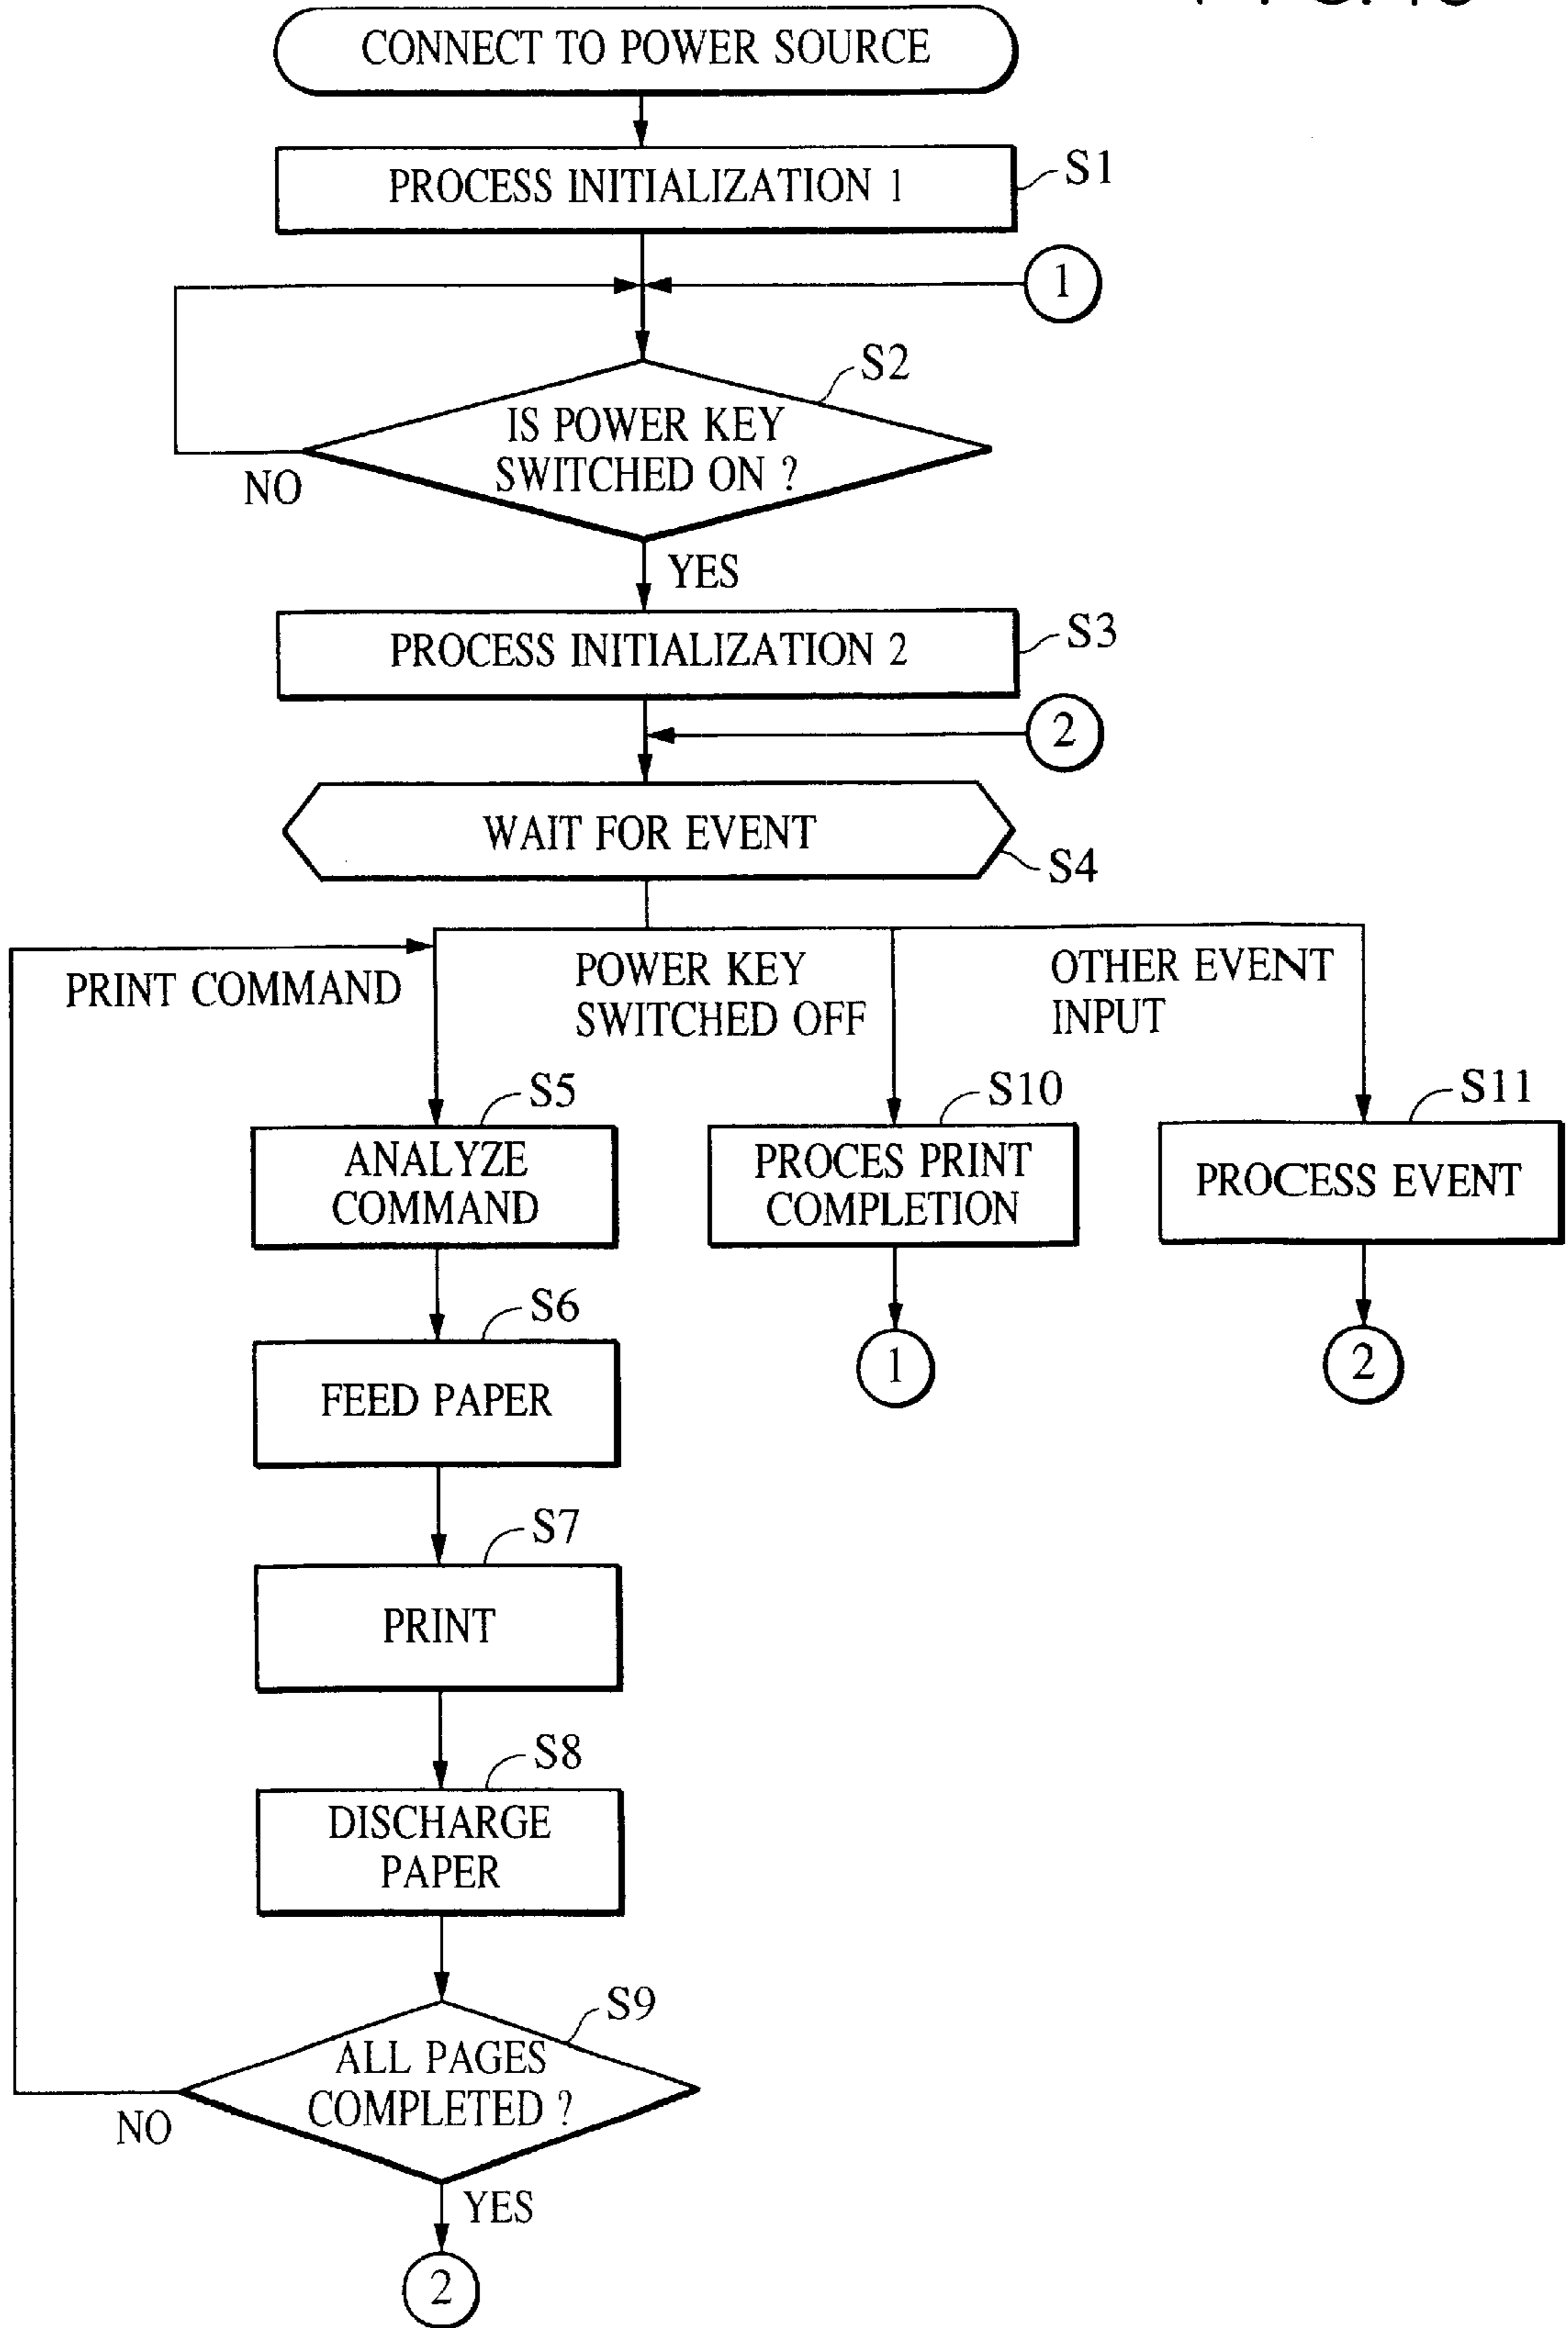 CONNECT TO POWER SOURCE
PROCESS INITIALIZATION 1
S1
1
S2
IS POWER KEY
SWITCHED ON ?
NO
YES
PROCESS INITIALIZATION 2
S3
2
WAIT FOR EVENT
S4
PRINT COMMAND
POWER KEY
SWITCHED OFF
OTHER EVENT
INPUT
S5
ANALYZE
COMMAND
S10
PROCES PRINT
COMPLETION
S11
PROCESS EVENT
1
2
S6
FEED PAPER
S7
PRINT
S8
DISCHARGE
PAPER
S9
ALL PAGES
COMPLETED ?
NO
YES
2